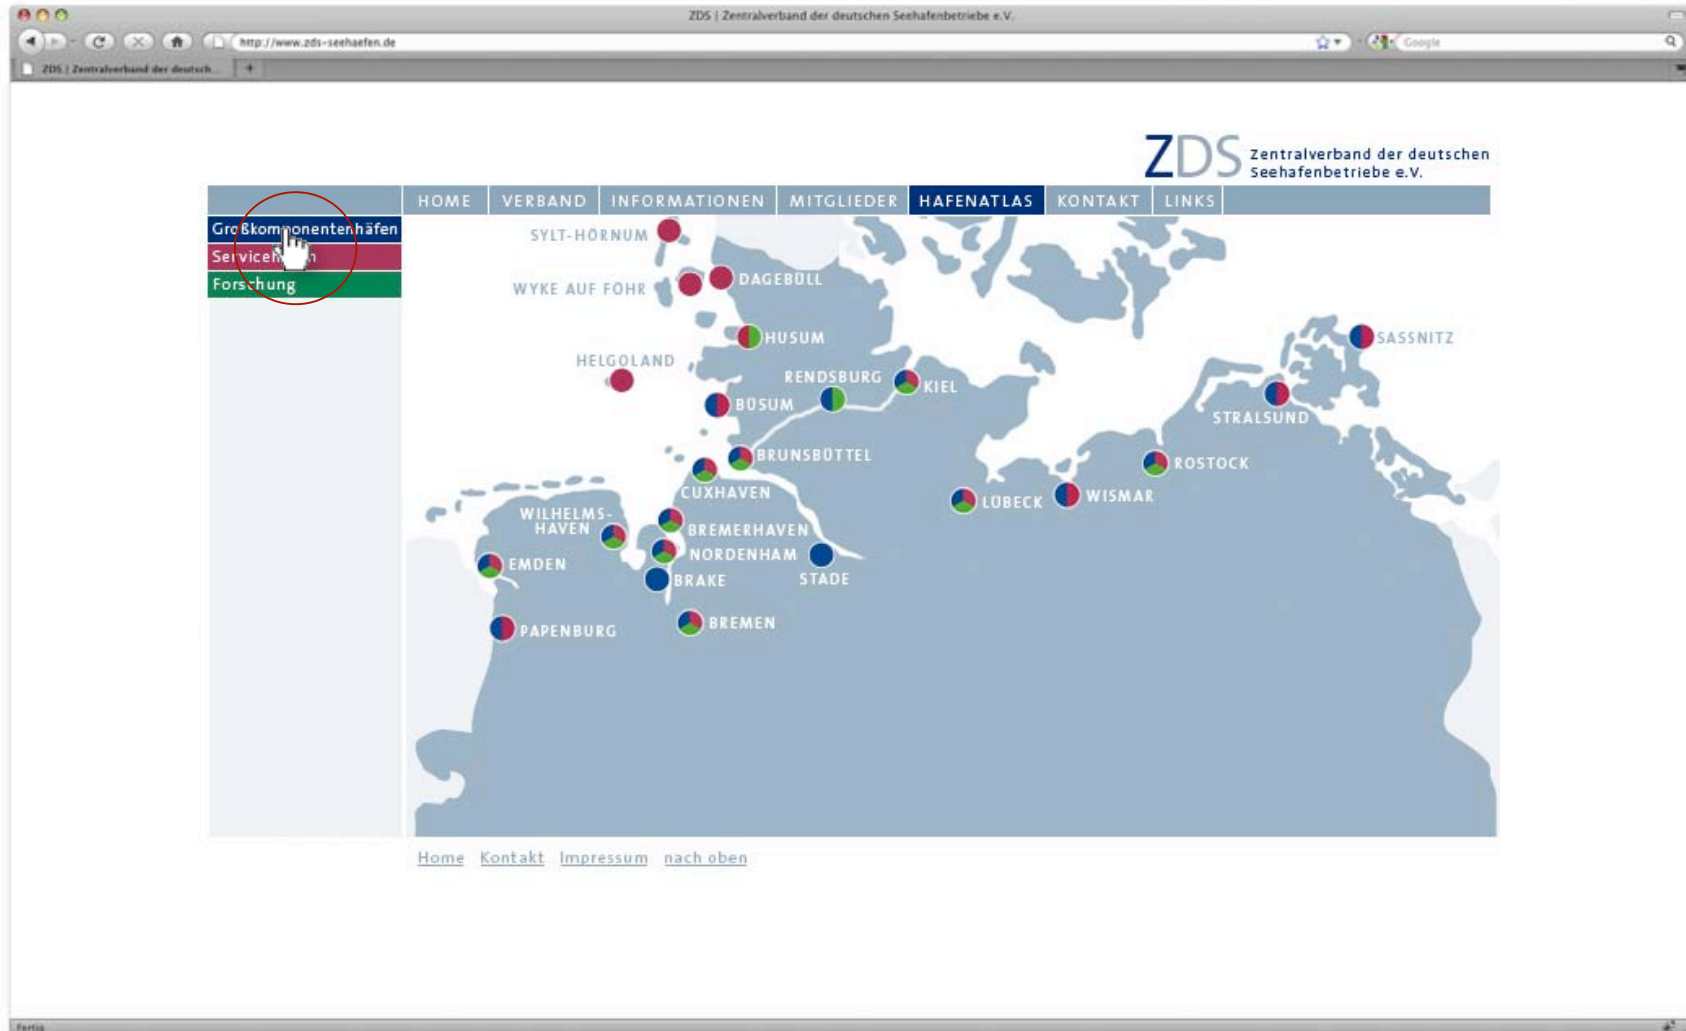 ZDS | Zentralverband der deutschen Seehafenbetriebe e.V.
http://www.zds-seehaefen.de
Google
ZDS | Zentralverband der deutsch...
ZDS Zentralverband der deutschen
Seehafenbetriebe e.V.
HOME VERBAND INFORMATIONEN MITGLIEDER HAFENATLAS KONTAKT LINKS
Großkomponentenhäfen
Forschung
SYLT-HÖRNUM
DAGEBÜLL
WYKE AUF FÖHR
HUSUM
SASSNITZ
HELGOLAND
RENDSBURG
KIEL
BÜSUM
STRALSUND
BRUNSBÜTTEL
ROSTOCK
CUXHAVEN
LÜBECK
WISMAR
WILHELMS-
HAVEN
BREMERHAVEN
NORDENHAM
EMDEN
BRAKE
STADE
PAPENBURG
BREMEN
Home Kontakt Impressum nach oben
Fertig